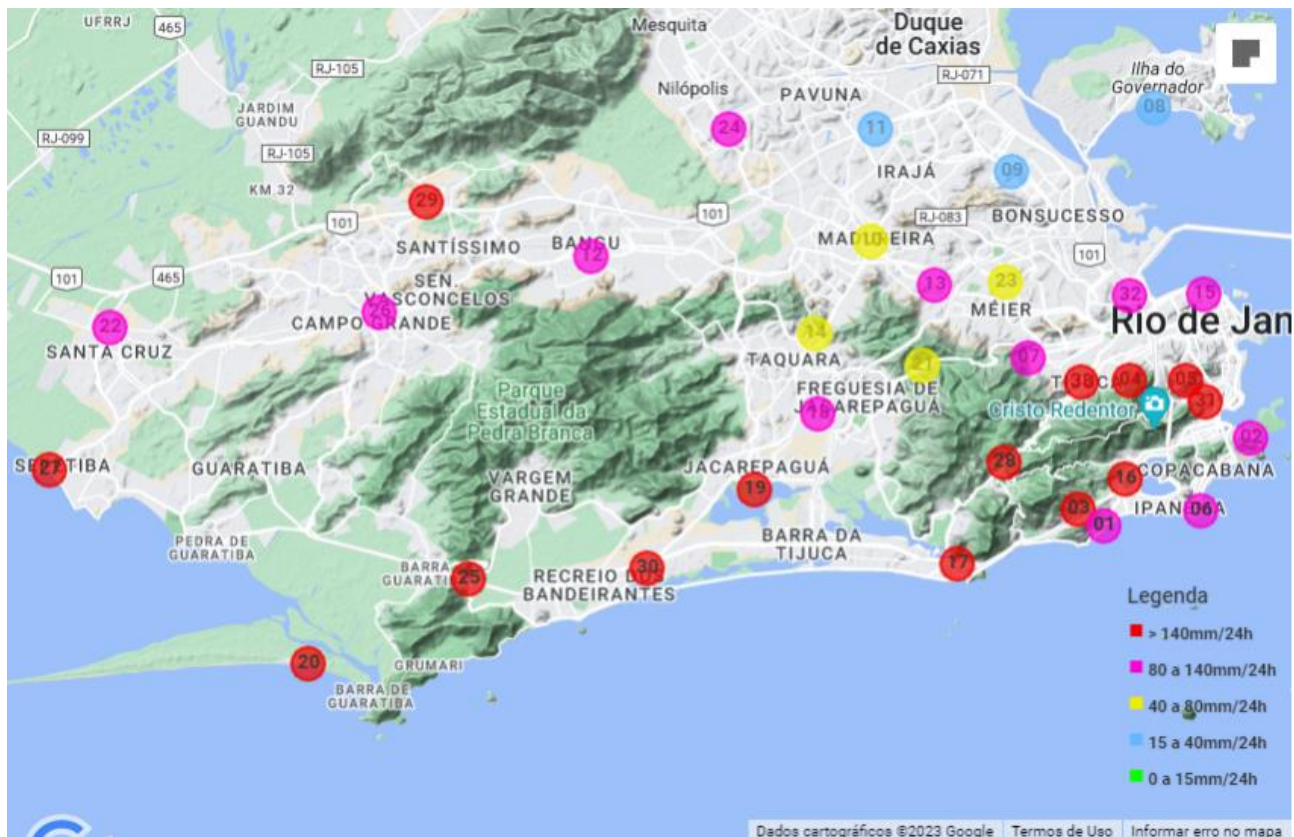 UFRRJ
465
Mesquita
Duque
de Caxias
RJ-105
RJ-071
Ilha do
Governador
Nilópolis
PAVUNA
JARDIM
GUANDU
08
24
11
RJ-099
RJ-105
IRAJÁ
09
KM 32
29
101
101
RJ-083
BONSUCESSO
SANTÍSSIMO
BANGU
12
MADUREIRA
10
101
101
465
SEN.
VASCONCELOS
13
23
26
CAMPO GRANDE
MÉIER
32
15
22
SANTA CRUZ
Rio de Jan
14
TAQUARA
21
07
Parque
Estadual da
Pedra Branca
FREGUESIA DE
JACAREPAGUÁ
18
TIJUCA
33
04
05
31
Cristo Redentor
02
SEPETIBA
27
GUARATIBA
VARGEM
GRANDE
JACAREPAGUÁ
28
COPACABANA
16
19
03
IPANEMA
06
01
PEDRA DE
GUARATIBA
BARRA DA
TIJUCA
BARRA
GUARATI
25
RECREIO DOS
BANDEIRANTES
30
17
Legenda
> 140mm/24h
20
GRUMARI
80 a 140mm/24h
BARRA DE
GUARATIBA
40 a 80mm/24h
15 a 40mm/24h
0 a 15mm/24h
Dados cartográficos ©2023 Google
Termos de Uso
Informar erro no mapa